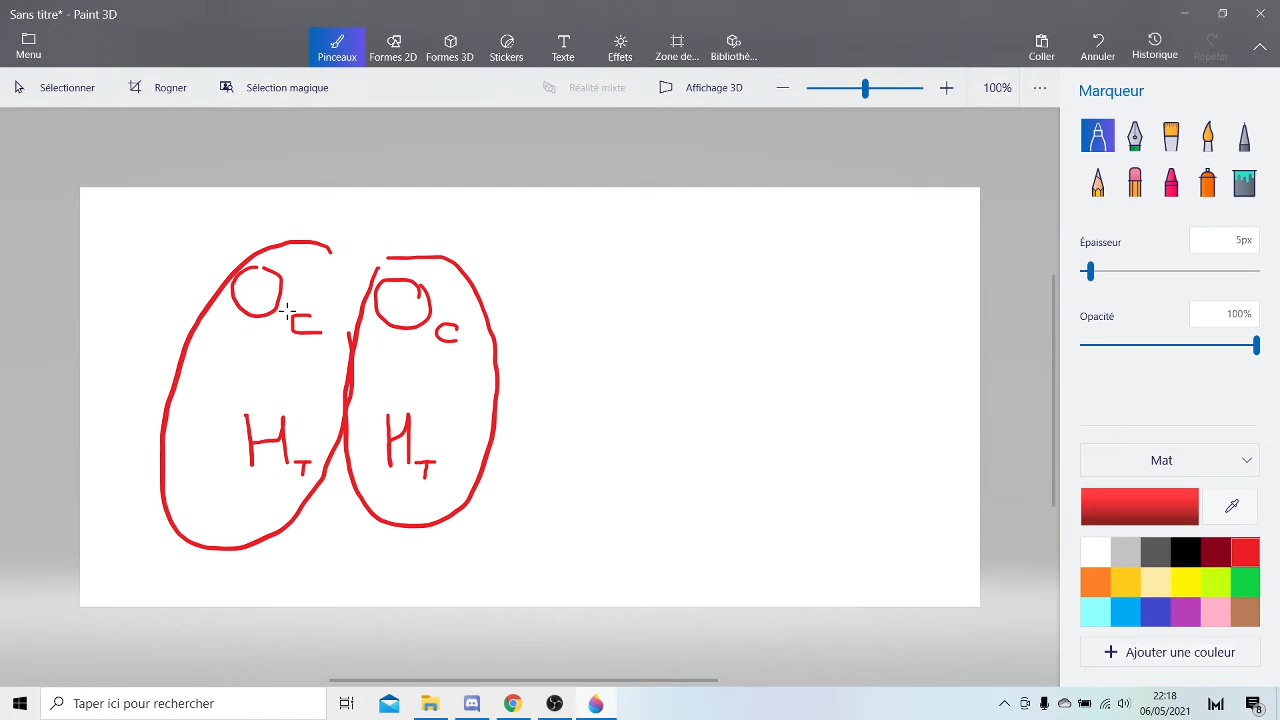 Sans titre* - Paint 3D
Menu
Pinceaux
Formes 2D
Formes 3D
Stickers
Texte
Effets
Zone de...
Bibliothè...
Coller
Annuler
Historique
Répéter
Sélectionner
Rogner
Sélection magique
Réalité mixte
Affichage 3D
100%
Marqueur
Épaisseur
5px
Opacité
100%
Mat
Ajouter une couleur
C
C
H T
H T
Taper ici pour rechercher
22:18
06/05/2021
8